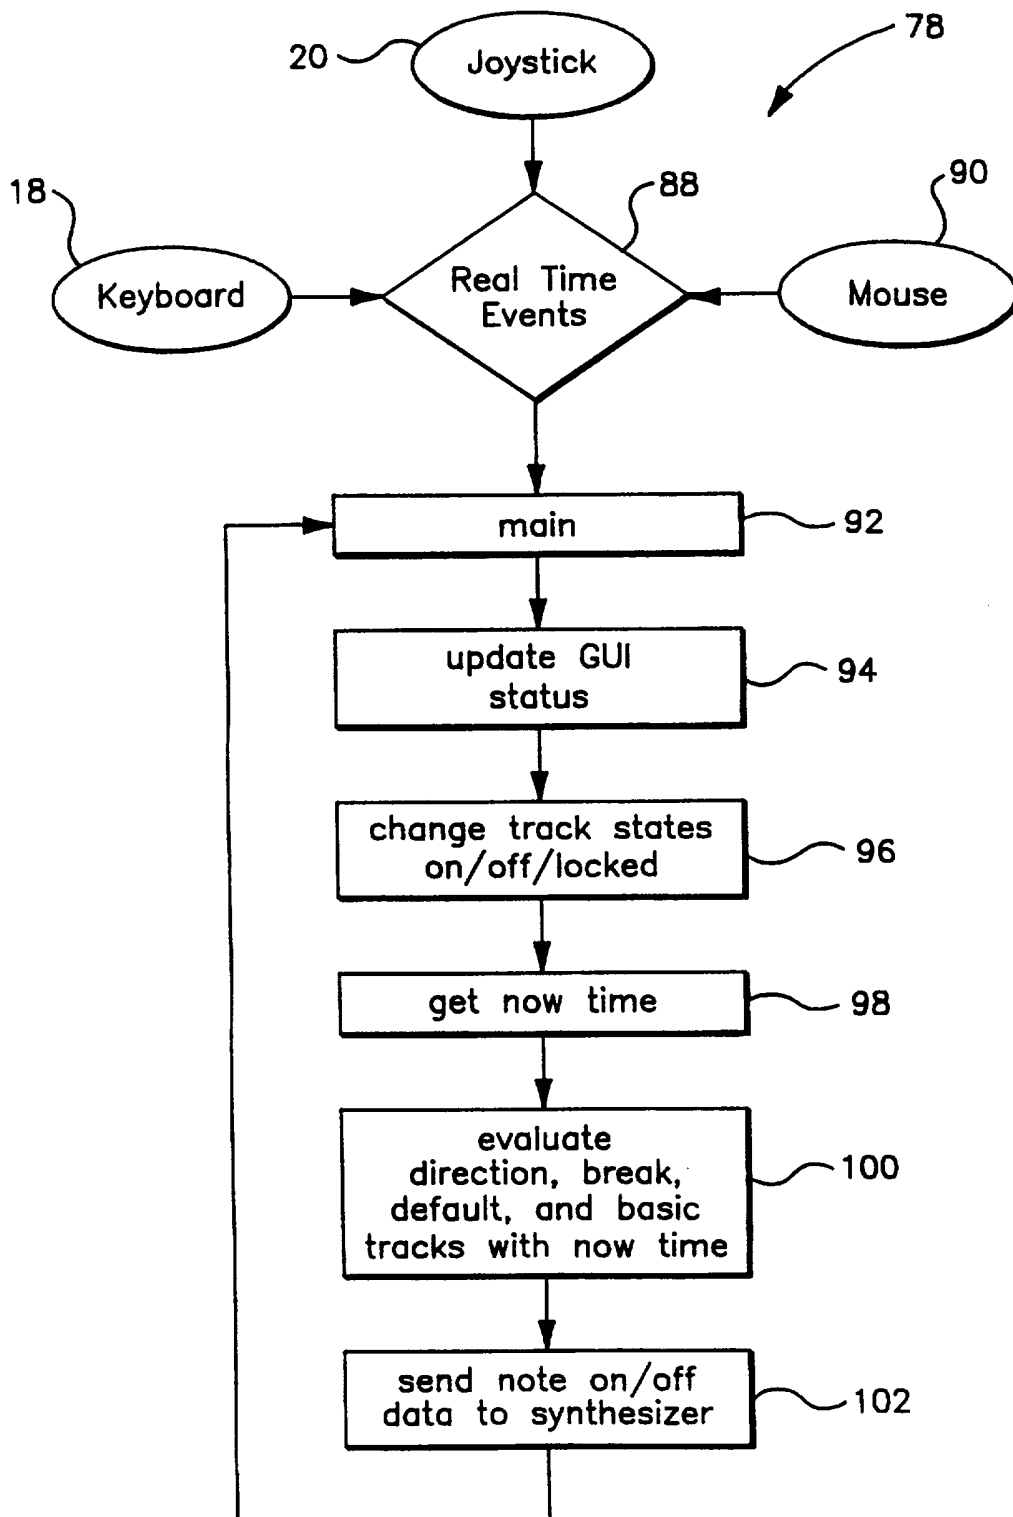 78
20
Joystick
18
88
90
Keyboard
Real Time
Events
Mouse
main
92
update GUI
status
94
change track states
on/off/locked
96
get now time
98
evaluate
direction, break,
default, and basic
tracks with now time
100
send note on/off
data to synthesizer
102